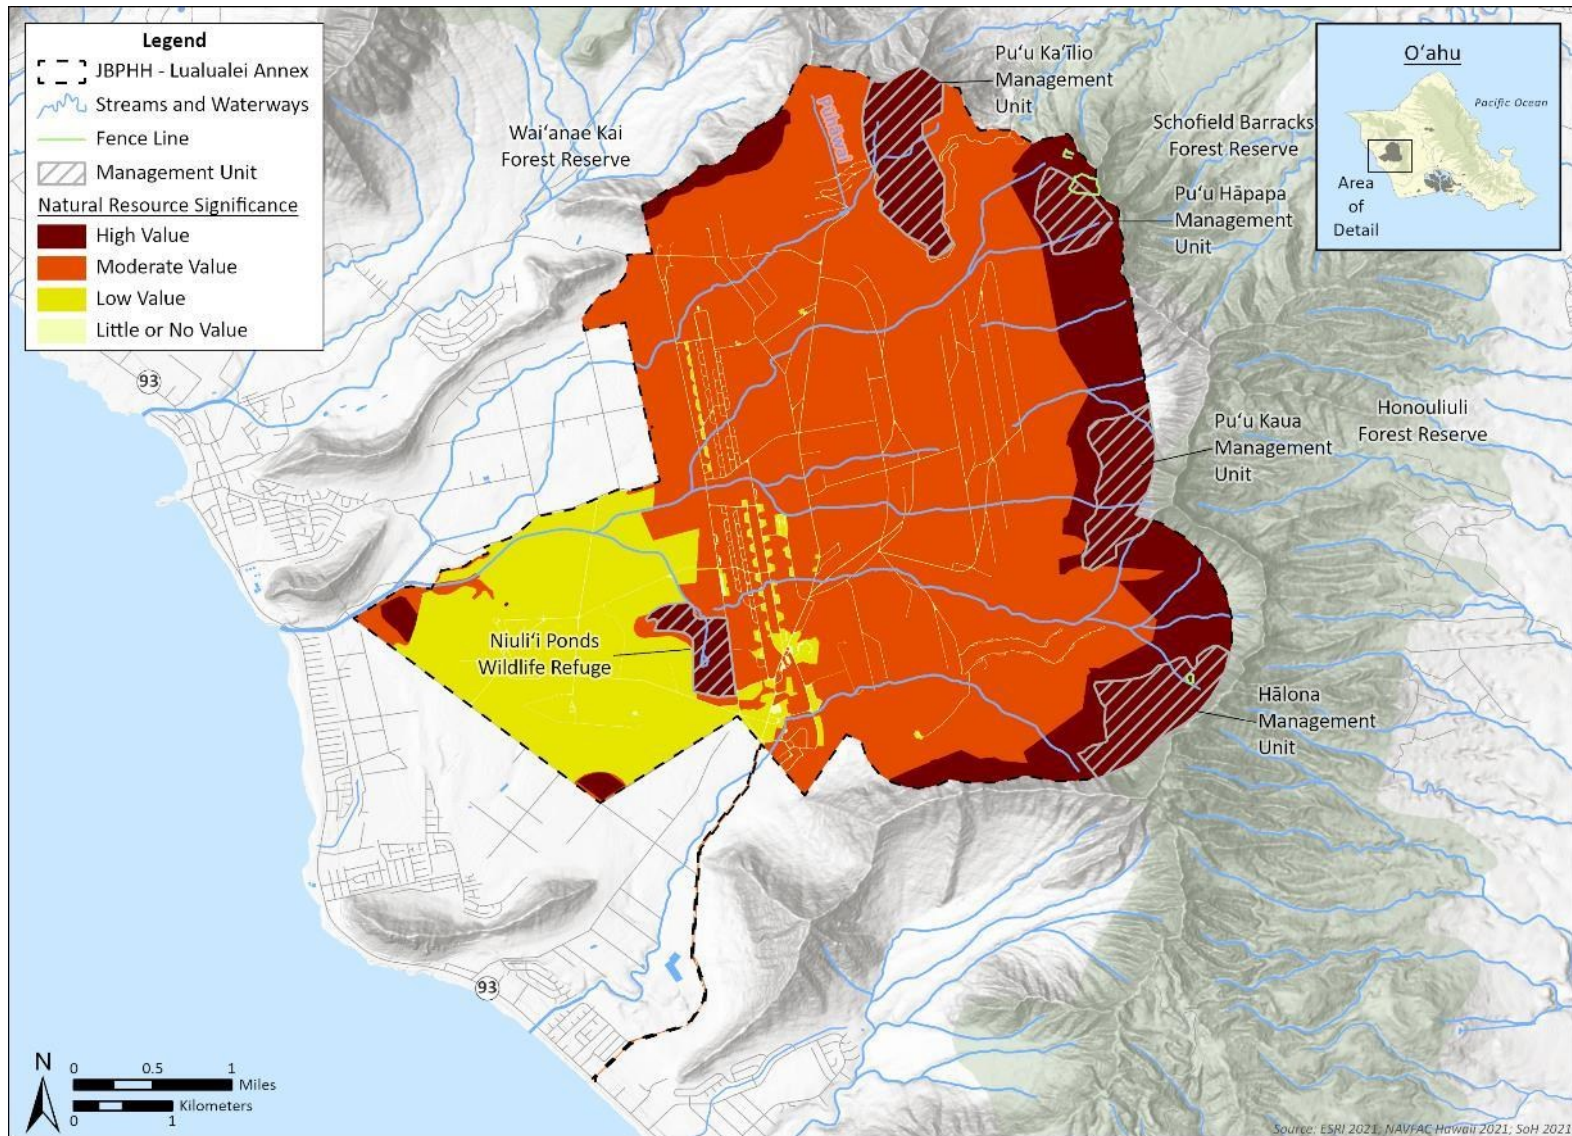 Legend
JBPHH - Lualualei Annex
Streams and Waterways
Fence Line
Management Unit
Natural Resource Significance
High Value
Moderate Value
Low Value
Little or No Value
Pu‘u Ka‘īlio
Management
Unit
Wai‘anae Kai
Forest Reserve
Schofield Barracks
Forest Reserve
Pu‘u Hāpapa
Management
Unit
O‘ahu
Pacific Ocean
Area
of
Detail
93
Pu‘u Kaua
Management
Unit
Honouliuli
Forest Reserve
Niuli‘i Ponds
Wildlife Refuge
Hālona
Management
Unit
93
N
0 0.5 1
Miles
Kilometers
0 1
Source: ESRI 2021; NAVFAC Hawaii 2021; SoH 2021